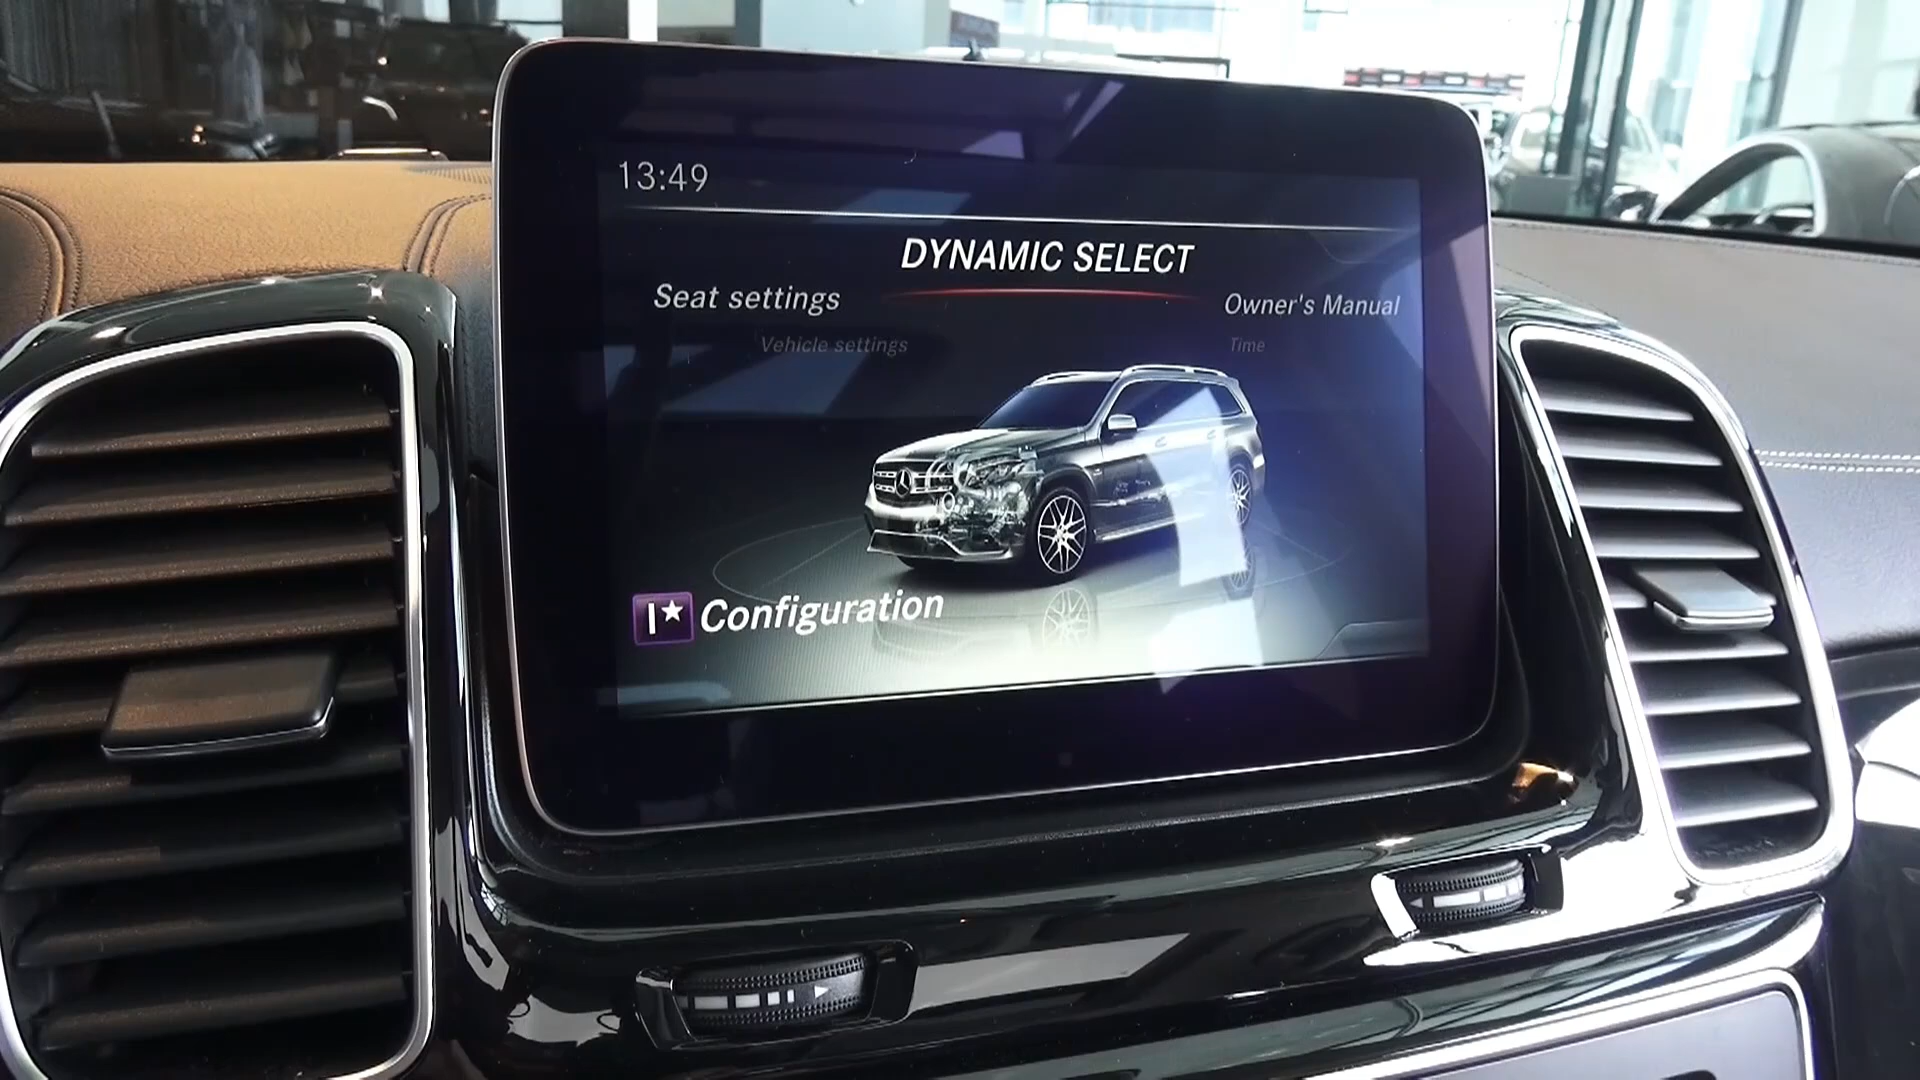 13:49
DYNAMIC SELECT
Seat settings
Owner's Manual
Vehicle settings
Time
I★ Configuration